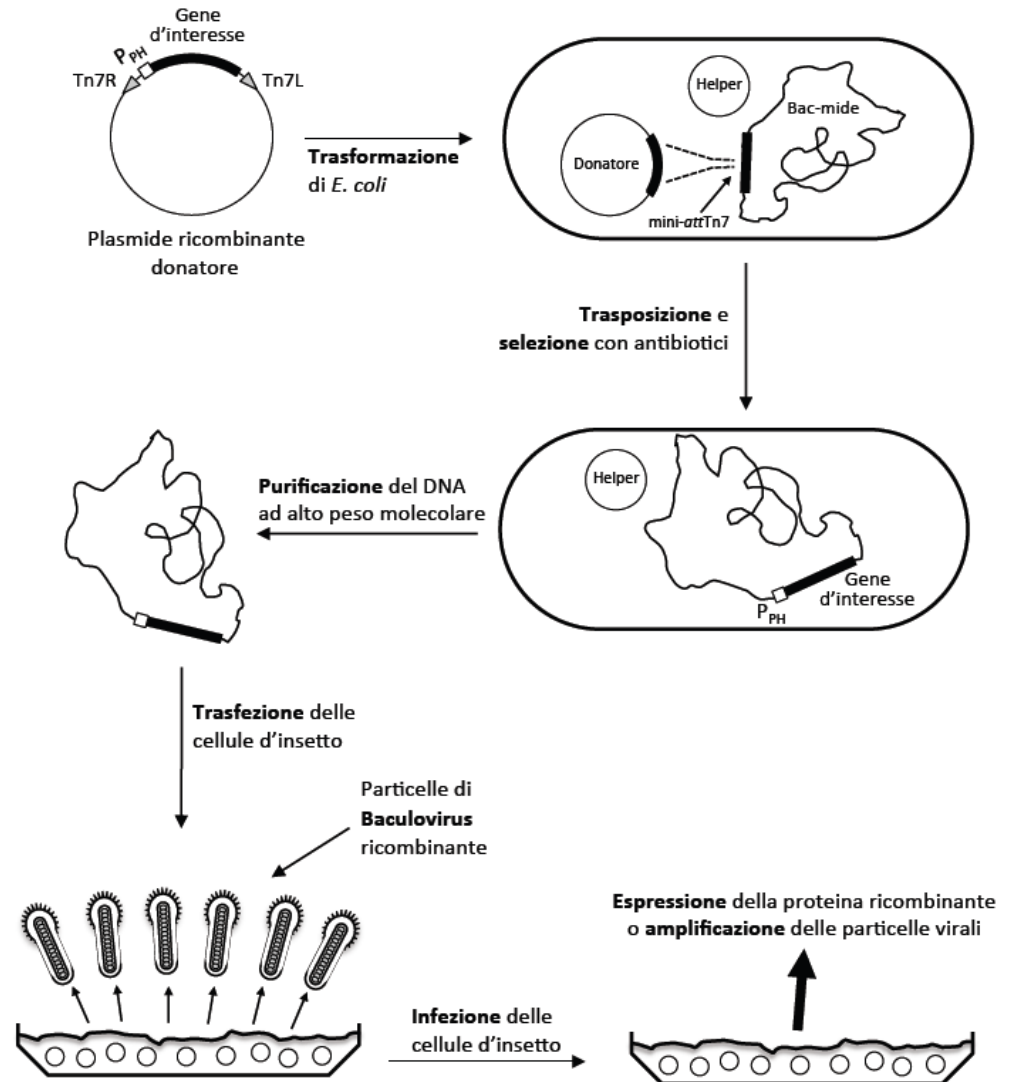 Gene
d’interesse
P_PH
Tn7R
Tn7L
Plasmide ricombinante
donatore
Trasformazione
di E. coli
Helper
Bac-mide
Donatore
mini-attTn7
Trasposizione e
selezione con antibiotici
Helper
Gene
d’interesse
P_PH
Purificazione del DNA
ad alto peso molecolare
Trasfezione delle
cellule d’insetto
Particelle di
Baculovirus
ricombinante
Infezione delle
cellule d’insetto
Espressione della proteina ricombinante
o amplificazione delle particelle virali